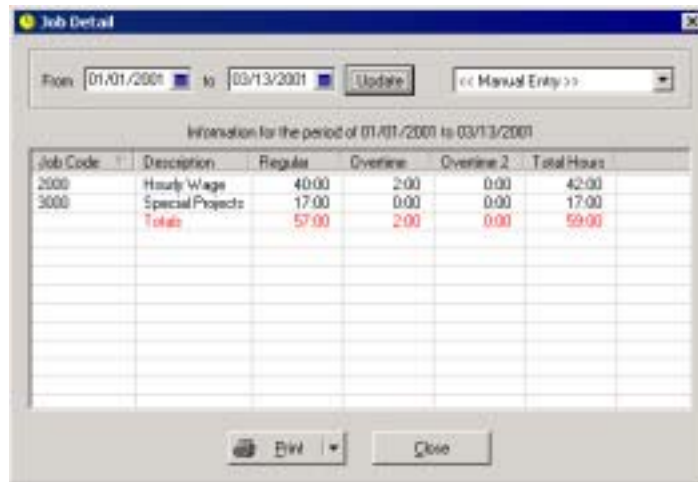 Job Detail
From 01/01/2001 to 03/13/2001 Update << Manual Entry >>
Information for the period of 01/01/2001 to 03/13/2001
Job Code Description Regular Overtime Overtime 2 Total Hours
2000 Hourly Wage 40:00 2:00 0:00 42:00
3000 Special Projects 17:00 0:00 0:00 17:00
Totals 57:00 2:00 0:00 59:00
Print Close